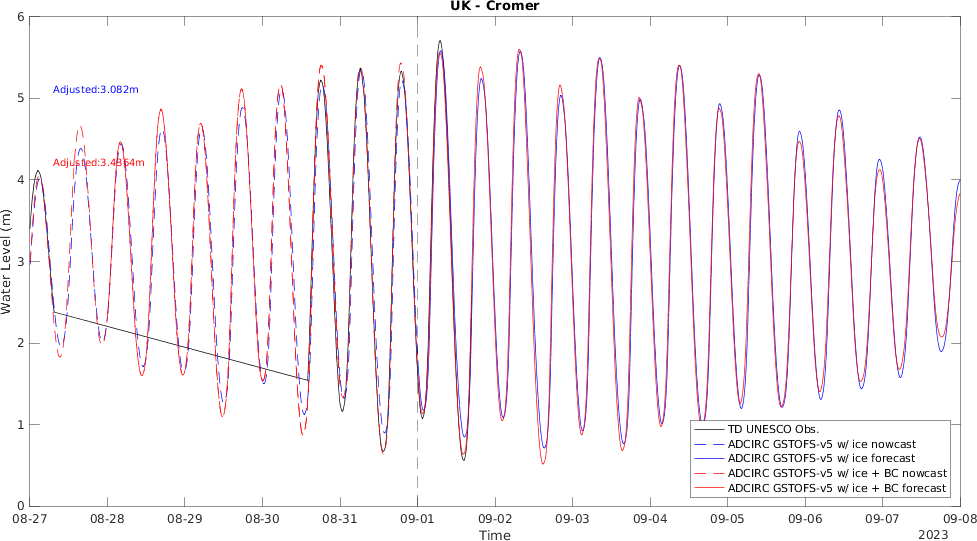 UK - Cromer
6
5
4
3
2
1
0
Water Level (m)
Adjusted:3.082m
Adjusted:3.4364m
TD UNESCO Obs.
ADCIRC GSTOFS-v5 w/ ice nowcast
ADCIRC GSTOFS-v5 w/ ice forecast
ADCIRC GSTOFS-v5 w/ ice + BC nowcast
ADCIRC GSTOFS-v5 w/ ice + BC forecast
08-27 08-28 08-29 08-30 08-31 09-01 09-02 09-03 09-04 09-05 09-06 09-07 09-08
Time
2023